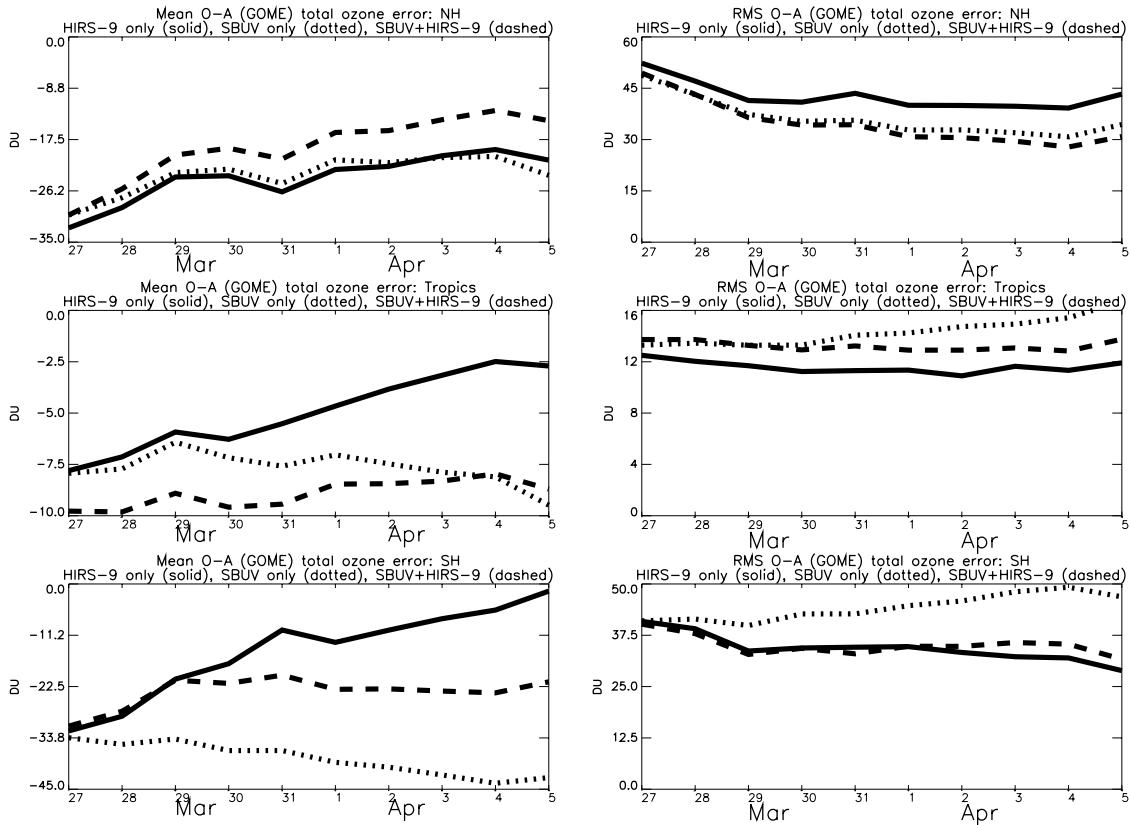 Mean O-A (GOME) total ozone error: NH
HIRS-9 only (solid), SBUV only (dotted), SBUV+HIRS-9 (dashed)
0.0
-8.8
-17.5
-26.2
-35.0
DU
27 28 29 30 31 1 2 3 4 5
Mar Apr
RMS O-A (GOME) total ozone error: NH
HIRS-9 only (solid), SBUV only (dotted), SBUV+HIRS-9 (dashed)
60
45
30
15
0
DU
27 28 29 30 31 1 2 3 4 5
Mar Apr
Mean O-A (GOME) total ozone error: Tropics
HIRS-9 only (solid), SBUV only (dotted), SBUV+HIRS-9 (dashed)
0.0
-2.5
-5.0
-7.5
-10.0
DU
27 28 29 30 31 1 2 3 4 5
Mar Apr
RMS O-A (GOME) total ozone error: Tropics
HIRS-9 only (solid), SBUV only (dotted), SBUV+HIRS-9 (dashed)
16
12
8
4
0
DU
27 28 29 30 31 1 2 3 4 5
Mar Apr
Mean O-A (GOME) total ozone error: SH
HIRS-9 only (solid), SBUV only (dotted), SBUV+HIRS-9 (dashed)
0.0
-11.2
-22.5
-33.8
-45.0
DU
27 28 29 30 31 1 2 3 4 5
Mar Apr
RMS O-A (GOME) total ozone error: SH
HIRS-9 only (solid), SBUV only (dotted), SBUV+HIRS-9 (dashed)
50.0
37.5
25.0
12.5
0.0
DU
27 28 29 30 31 1 2 3 4 5
Mar Apr